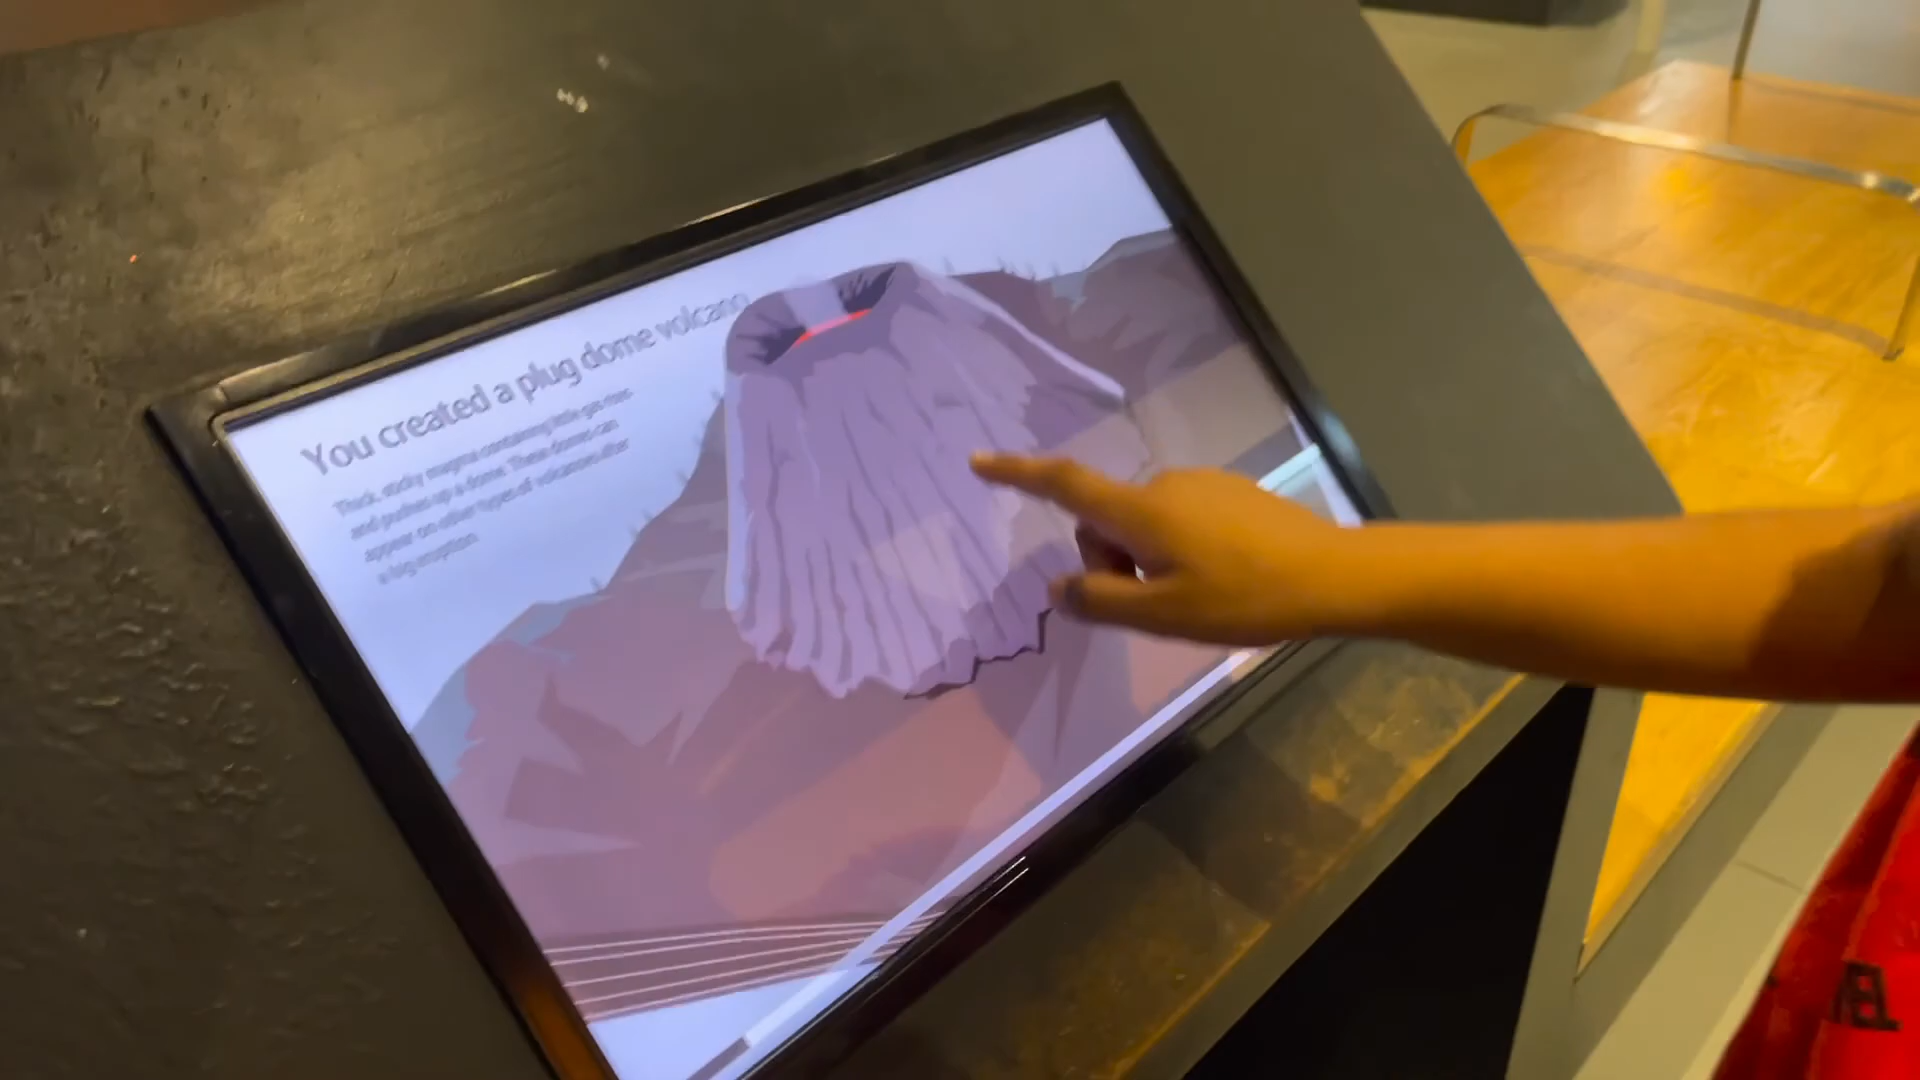 You created a plug dome volcano
Thick, sticky magma containing little gas rises
and pushes up a dome. These domes can
appear on other types of volcanoes after
a big eruption